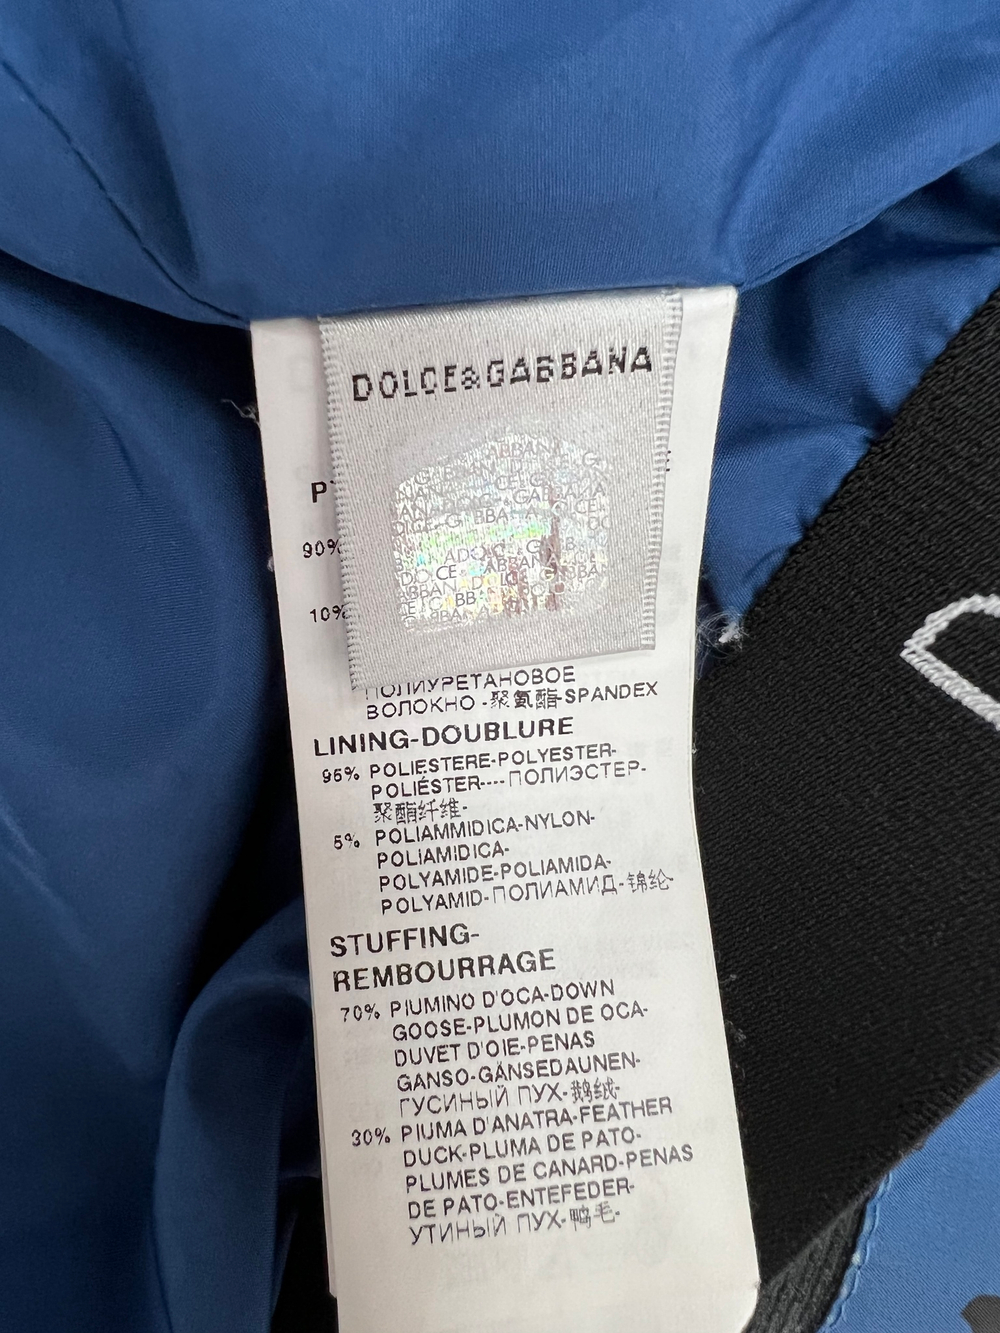 DOLCE&GABBANA
90%
10%
ПОЛИУРЕТАНОВОЕ
ВОЛОКНО-聚氨酯-SPANDEX
LINING-DOUBLURE
95% POLIESTERE-POLYESTER-
POLIÉSTER----ПОЛИЭСТЕР-
聚酯纤维-
5% POLIAMMIDICA-NYLON-
POLIAMIDICA-
POLYAMIDE-POLIAMIDA-
POLYAMID-ПОЛИАМИД-锦纶-
STUFFING-
REMBOURRAGE
70% PIUMINO D'OCA-DOWN
GOOSE-PLUMON DE OCA-
DUVET D'OIE-PENAS
GANSO-GÄNSEDAUNEN-
ГУСИНЫЙ ПУХ-鹅绒-
30% PIUMA D'ANATRA-FEATHER
DUCK-PLUMA DE PATO-
PLUMES DE CANARD-PENAS
DE PATO-ENTEFEDER-
УТИНЫЙ ПУХ-鸭毛-